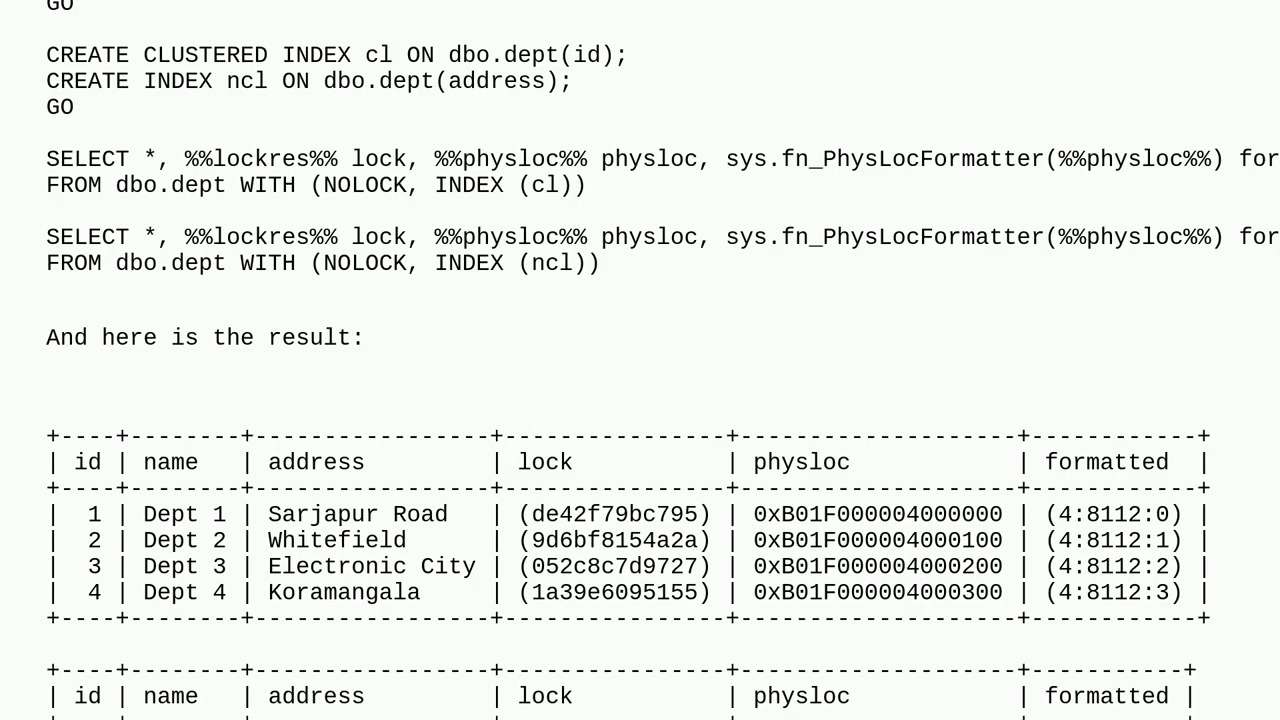 GO
CREATE CLUSTERED INDEX cl ON dbo.dept(id);
CREATE INDEX ncl ON dbo.dept(address);
GO
SELECT *, %%lockres%% lock, %%physloc%% physloc, sys.fn_PhysLocFormatter(%%physloc%%) for
FROM dbo.dept WITH (NOLOCK, INDEX (cl))
SELECT *, %%lockres%% lock, %%physloc%% physloc, sys.fn_PhysLocFormatter(%%physloc%%) for
FROM dbo.dept WITH (NOLOCK, INDEX (ncl))
And here is the result:
+----+--------+-----------------+----------------+--------------------+------------+
| id | name   | address         | lock           | physloc            | formatted  |
+----+--------+-----------------+----------------+--------------------+------------+
|  1 | Dept 1 | Sarjapur Road   | (de42f79bc795) | 0xB01F000004000000 | (4:8112:0) |
|  2 | Dept 2 | Whitefield      | (9d6bf8154a2a) | 0xB01F000004000100 | (4:8112:1) |
|  3 | Dept 3 | Electronic City | (052c8c7d9727) | 0xB01F000004000200 | (4:8112:2) |
|  4 | Dept 4 | Koramangala     | (1a39e6095155) | 0xB01F000004000300 | (4:8112:3) |
+----+--------+-----------------+----------------+--------------------+------------+
+----+--------+-----------------+----------------+--------------------+-----------+
| id | name   | address         | lock           | physloc            | formatted |